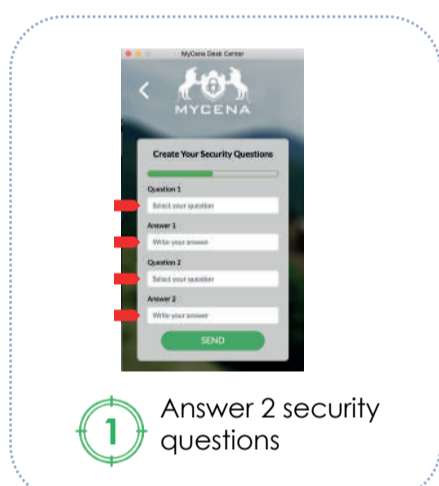 MyCena Desk Center
MYCENA
Create Your Security Questions
Question 1
Select your question
Answer 1
Write your answer
Question 2
Select your question
Answer 2
Write your answer
SEND
1
Answer 2 security
questions